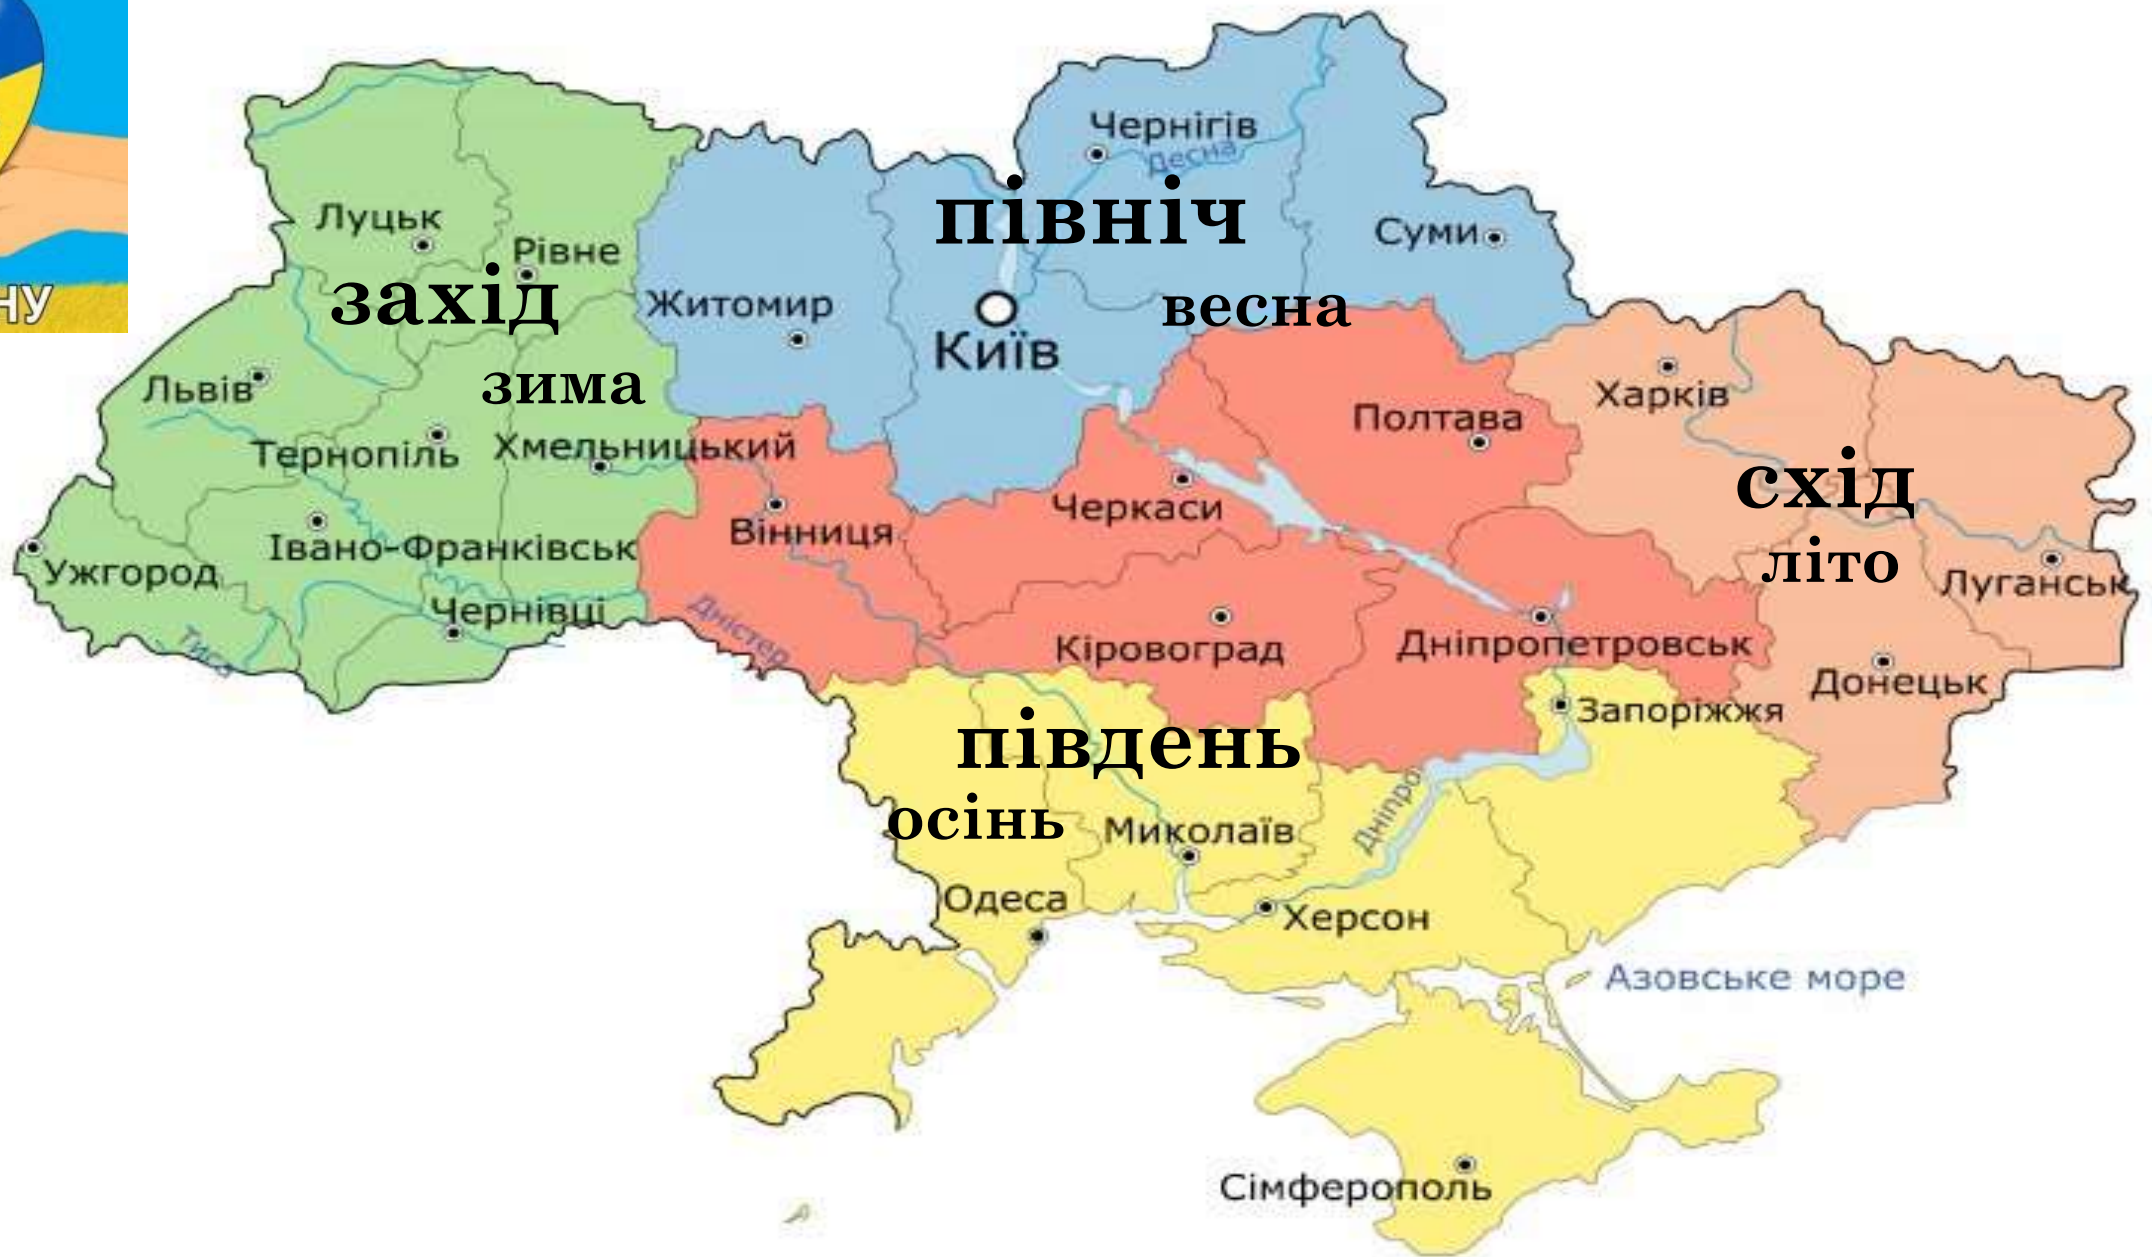 НУ
Чернігів
Десна
північ
Луцьк
Рівне
Суми
захід
Житомир
весна
Київ
зима
Львів
Харків
Полтава
Тернопіль
Хмельницький
схід
Черкаси
Вінниця
Івано-Франківськ
літо
Ужгород
Луганськ
Чернівці
Дністер
Тиса
Кіровоград
Дніпропетровськ
Донецьк
Запоріжжя
південь
осінь
Миколаїв
Дніпро
Одеса
Херсон
Азовське море
Сімферополь